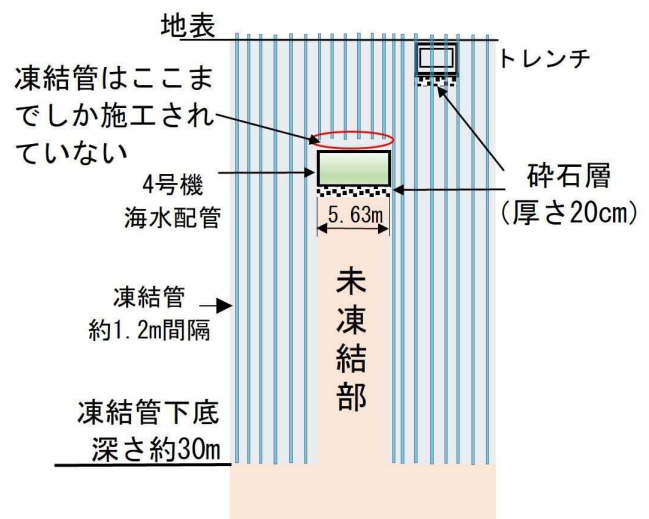 地表
トレンチ
凍結管はここま
でしか施工され
ていない
4号機
海水配管
砕石層
(厚さ20cm)
5.63m
未凍結部
凍結管
約1.2m間隔
凍結管下底
深さ約30m